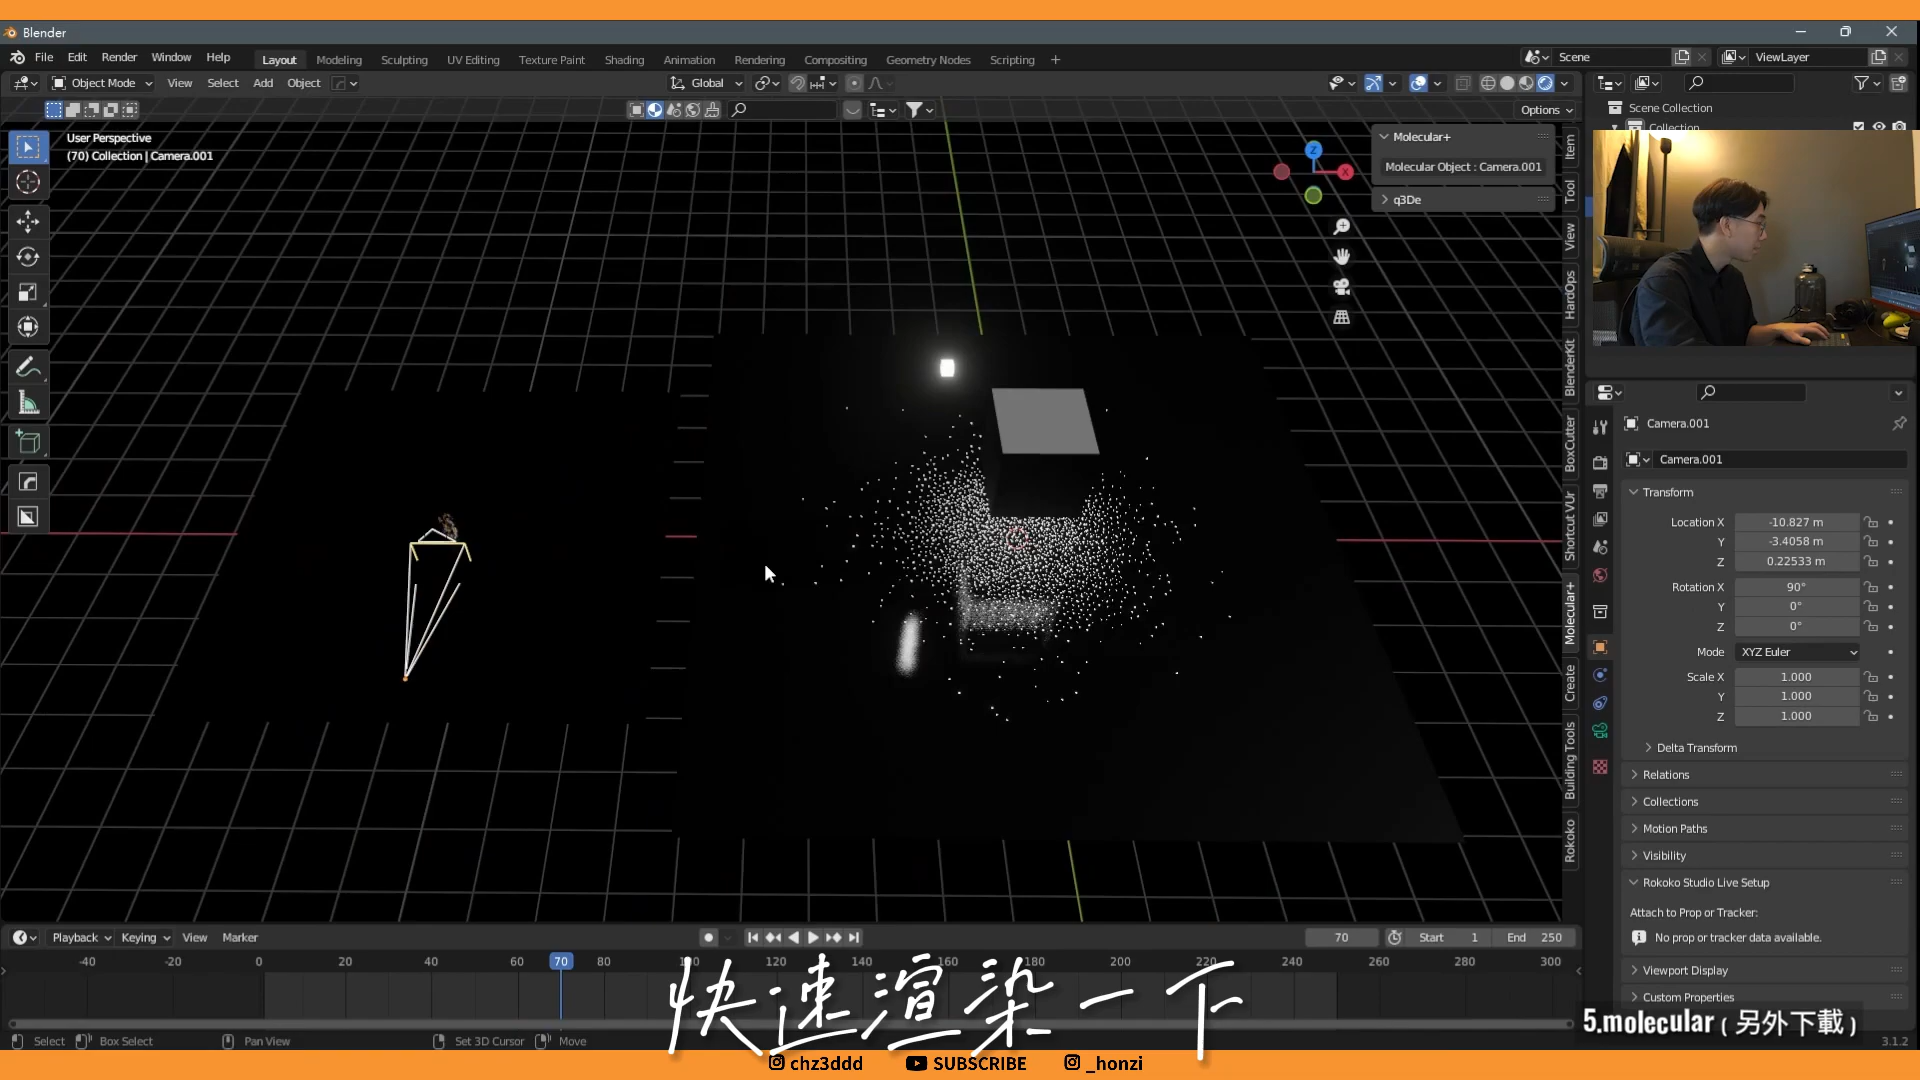 Blender
File Edit Render Window Help Layout Modeling Sculpting UV Editing Texture Paint Shading Animation Rendering Compositing Geometry Nodes Scripting + Scene ViewLayer
Object Mode View Select Add Object Global
Options
User Perspective
(70) Collection | Camera.001
Z
X
Molecular+
Molecular Object : Camera.001
q3De
Item
Tool
View
HardOps
BlenderKit
BoxCutter
Shortcut VUr
Molecular+
Create
Building Tools
Rokoko
Scene Collection
Collection
Camera.001
Camera.001
Transform
Location X -10.827 m
Y -3.4058 m
Z 0.22533 m
Rotation X 90°
Y 0°
Z 0°
Mode XYZ Euler
Scale X 1.000
Y 1.000
Z 1.000
Delta Transform
Relations
Collections
Motion Paths
Visibility
Rokoko Studio Live Setup
Attach to Prop or Tracker:
No prop or tracker data available.
Viewport Display
Custom Properties
Playback Keying View Marker 70 Start 1 End 250
-40 -20 0 20 40 60 70 80 100 120 140 160 180 200 220 240 260 280 300
快速渲染一下
5.molecular（另外下載）
Select Box Select Pan View Set 3D Cursor Move 3.1.2
chz3ddd SUBSCRIBE _honzi